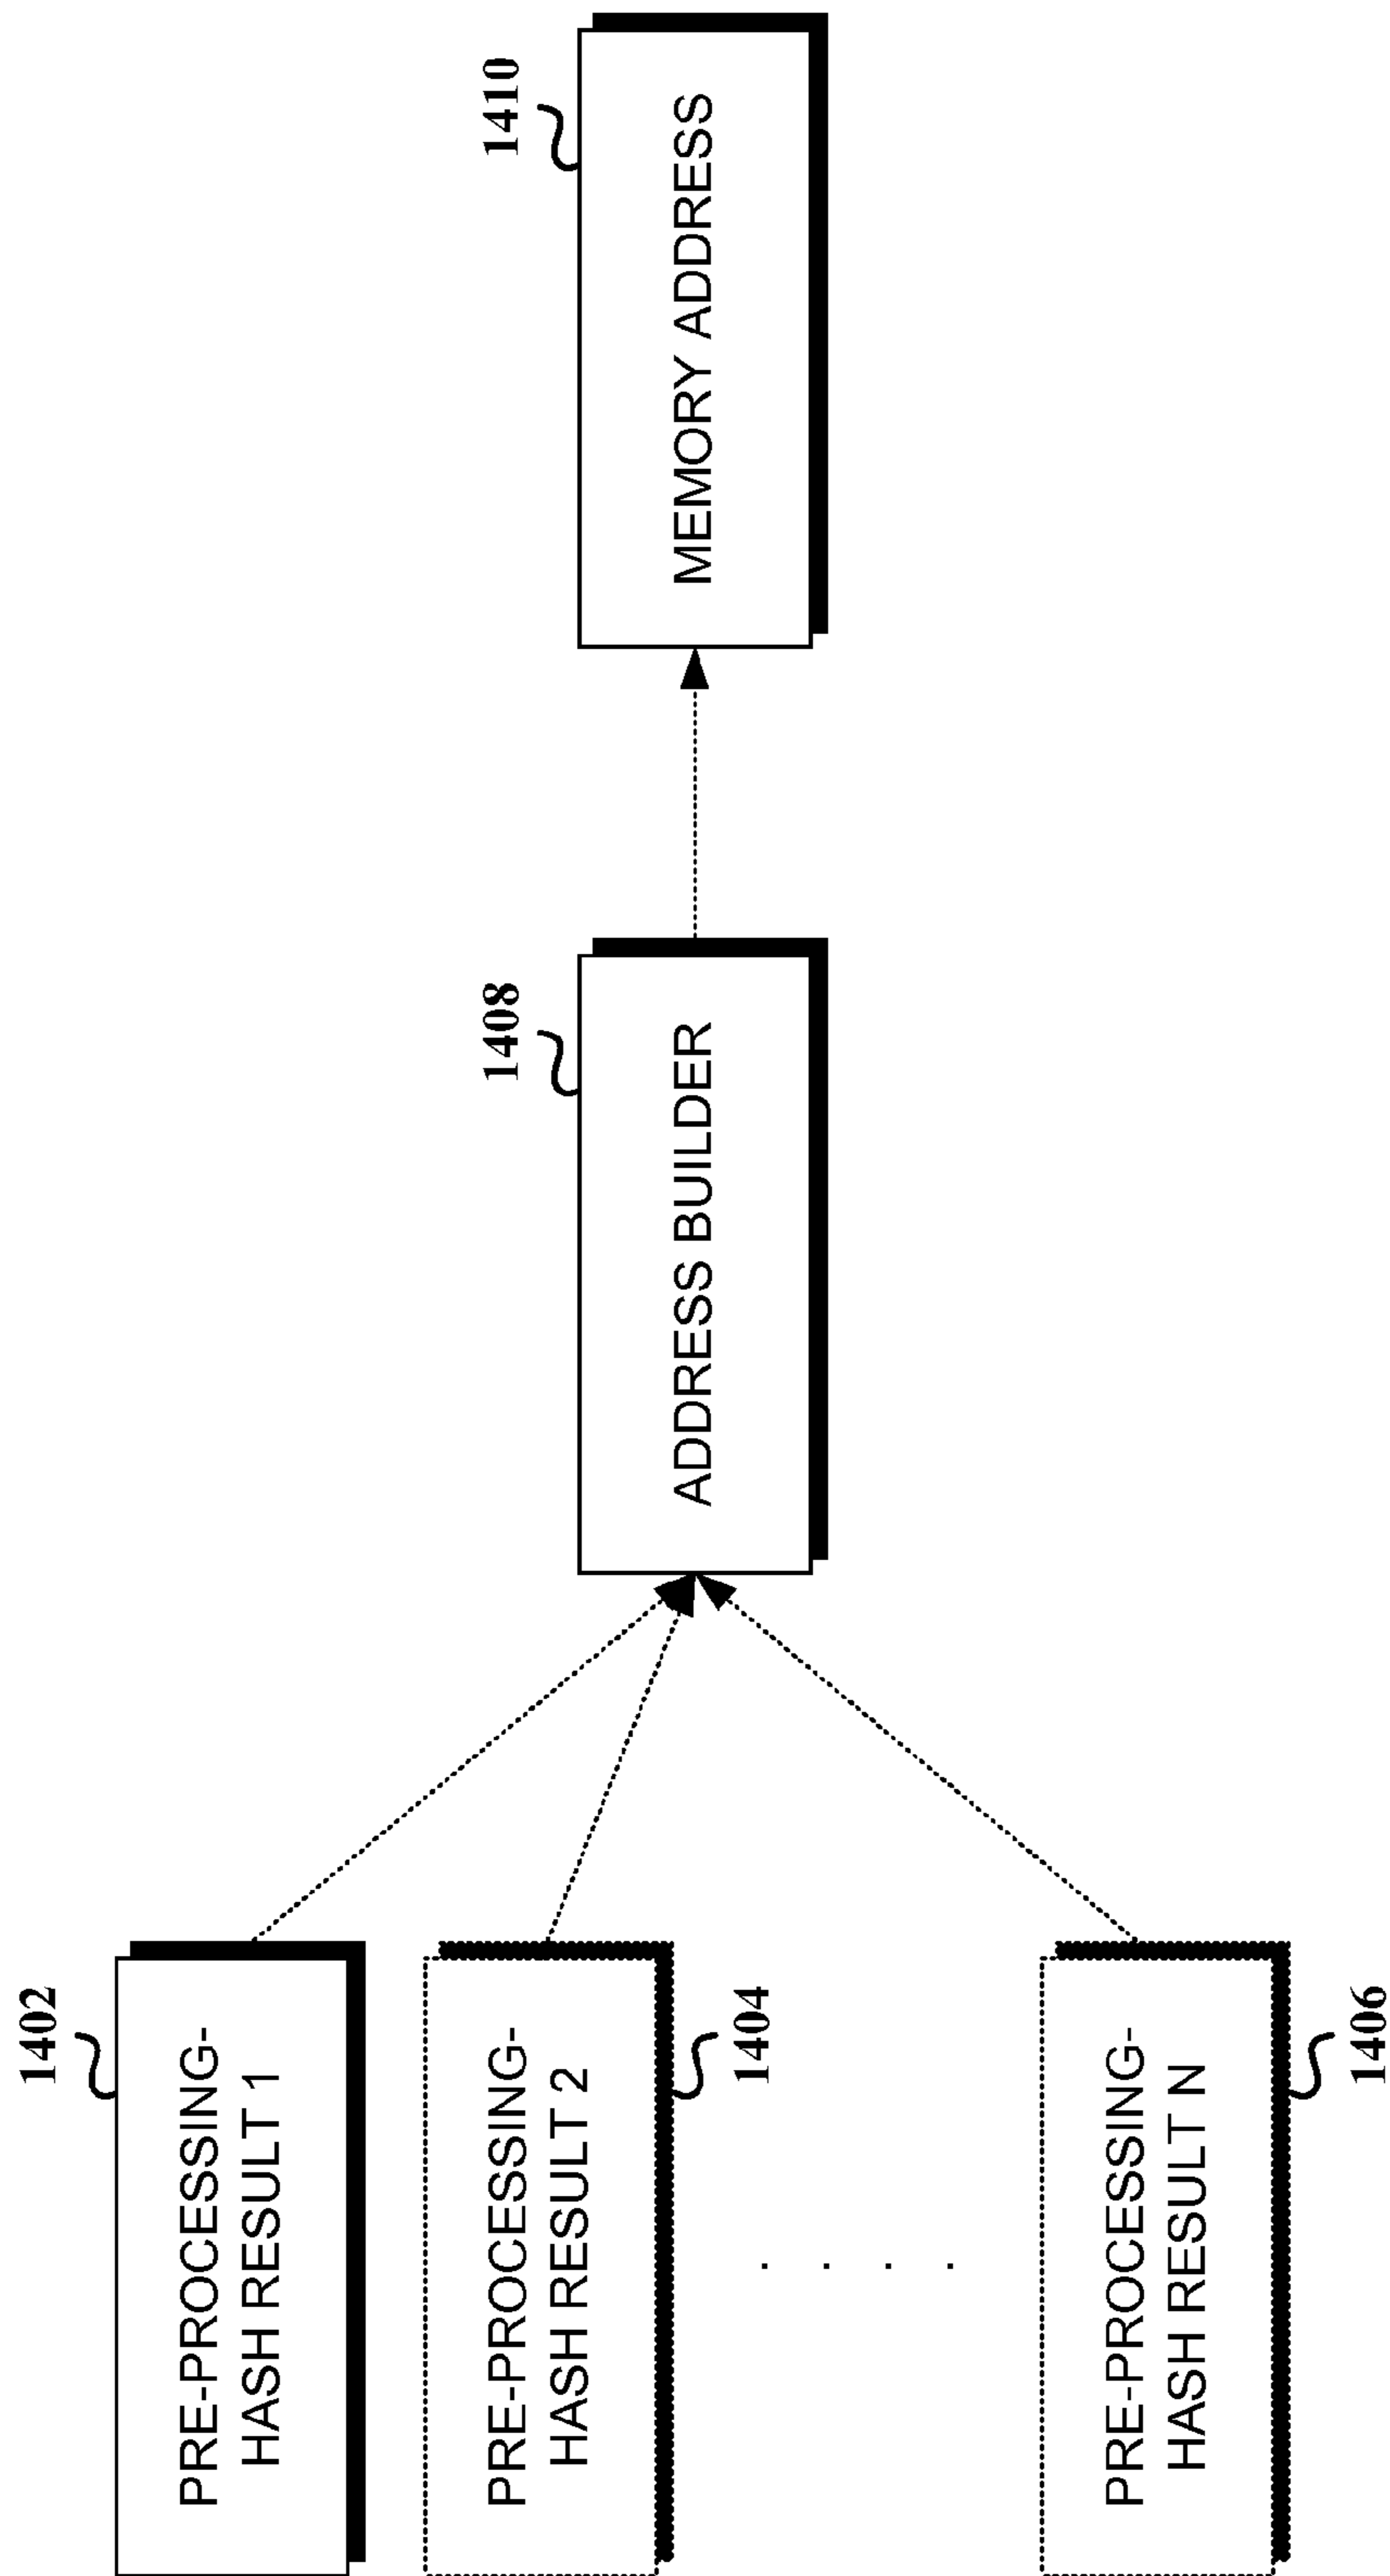 1402
PRE-PROCESSING-
HASH RESULT 1
PRE-PROCESSING-
HASH RESULT 2
1404
. . . .
PRE-PROCESSING-
HASH RESULT N
1406
1408
ADDRESS BUILDER
1410
MEMORY ADDRESS